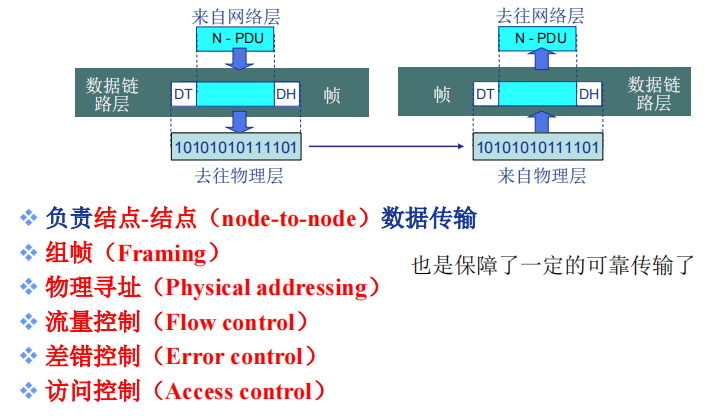 来自网络层
去往网络层
N - PDU
N - PDU
数据链路层
DT
DH
帧
帧
DT
DH
数据链路层
10101010111101
10101010111101
去往物理层
来自物理层
负责结点-结点（node-to-node）数据传输
组帧（Framing）
也是保障了一定的可靠传输了
物理寻址（Physical addressing）
流量控制（Flow control）
差错控制（Error control）
访问控制（Access control）